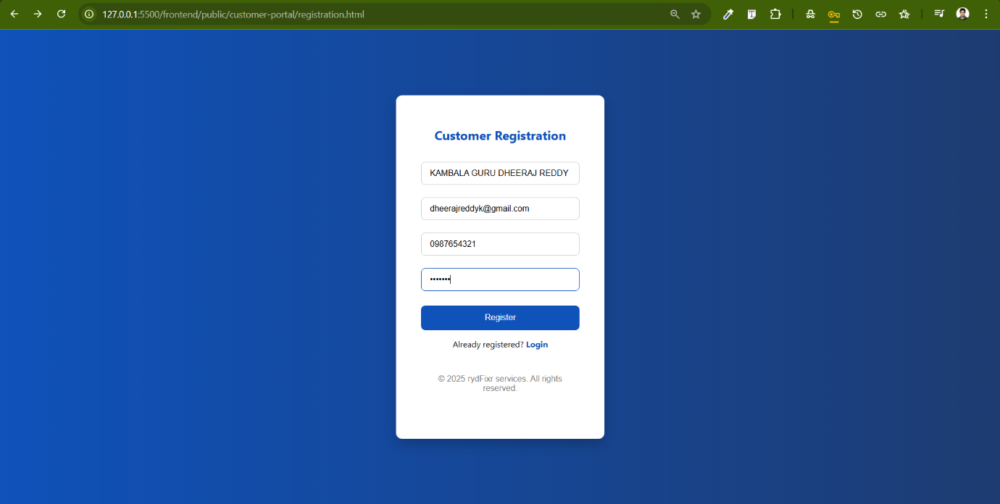 127.0.0.1:5500/frontend/public/customer-portal/registration.html
Customer Registration
KAMBALA GURU DHEERAJ REDDY
dheerajreddyk@gmail.com
0987654321
•••••••
Register
Already registered? Login
© 2025 rydFixr services. All rights
reserved.